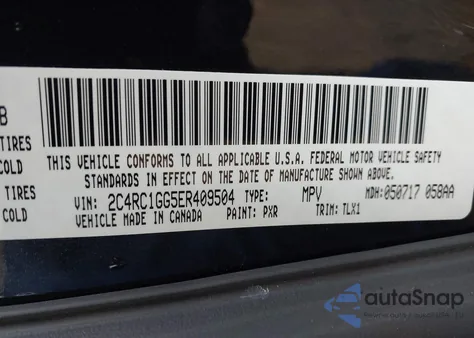 B
TIRES
COLD
TIRES
COLD
THIS VEHICLE CONFORMS TO ALL APPLICABLE U.S.A. FEDERAL MOTOR VEHICLE SAFETY
STANDARDS IN EFFECT ON THE DATE OF MANUFACTURE SHOWN ABOVE.
VIN: 2C4RC1GG5ER409504 TYPE: MPV MDH: 050717 058AA
VEHICLE MADE IN CANADA PAINT: PXR TRIM: TLX1
autaSnap